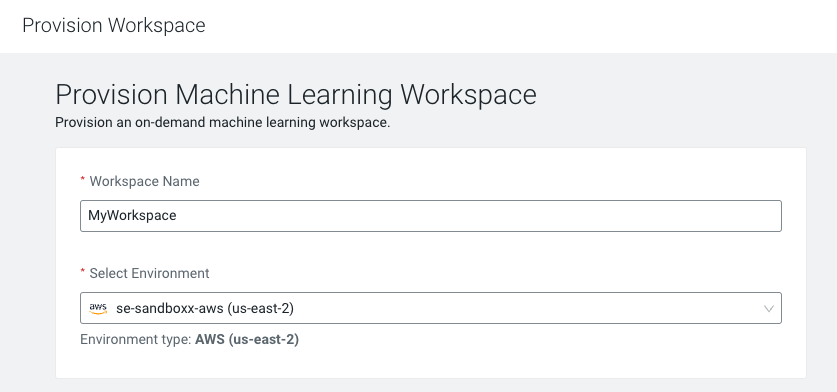 Provision Workspace
Provision Machine Learning Workspace
Provision an on-demand machine learning workspace.
* Workspace Name
MyWorkspace
* Select Environment
aws se-sandboxx-aws (us-east-2)
Environment type: AWS (us-east-2)